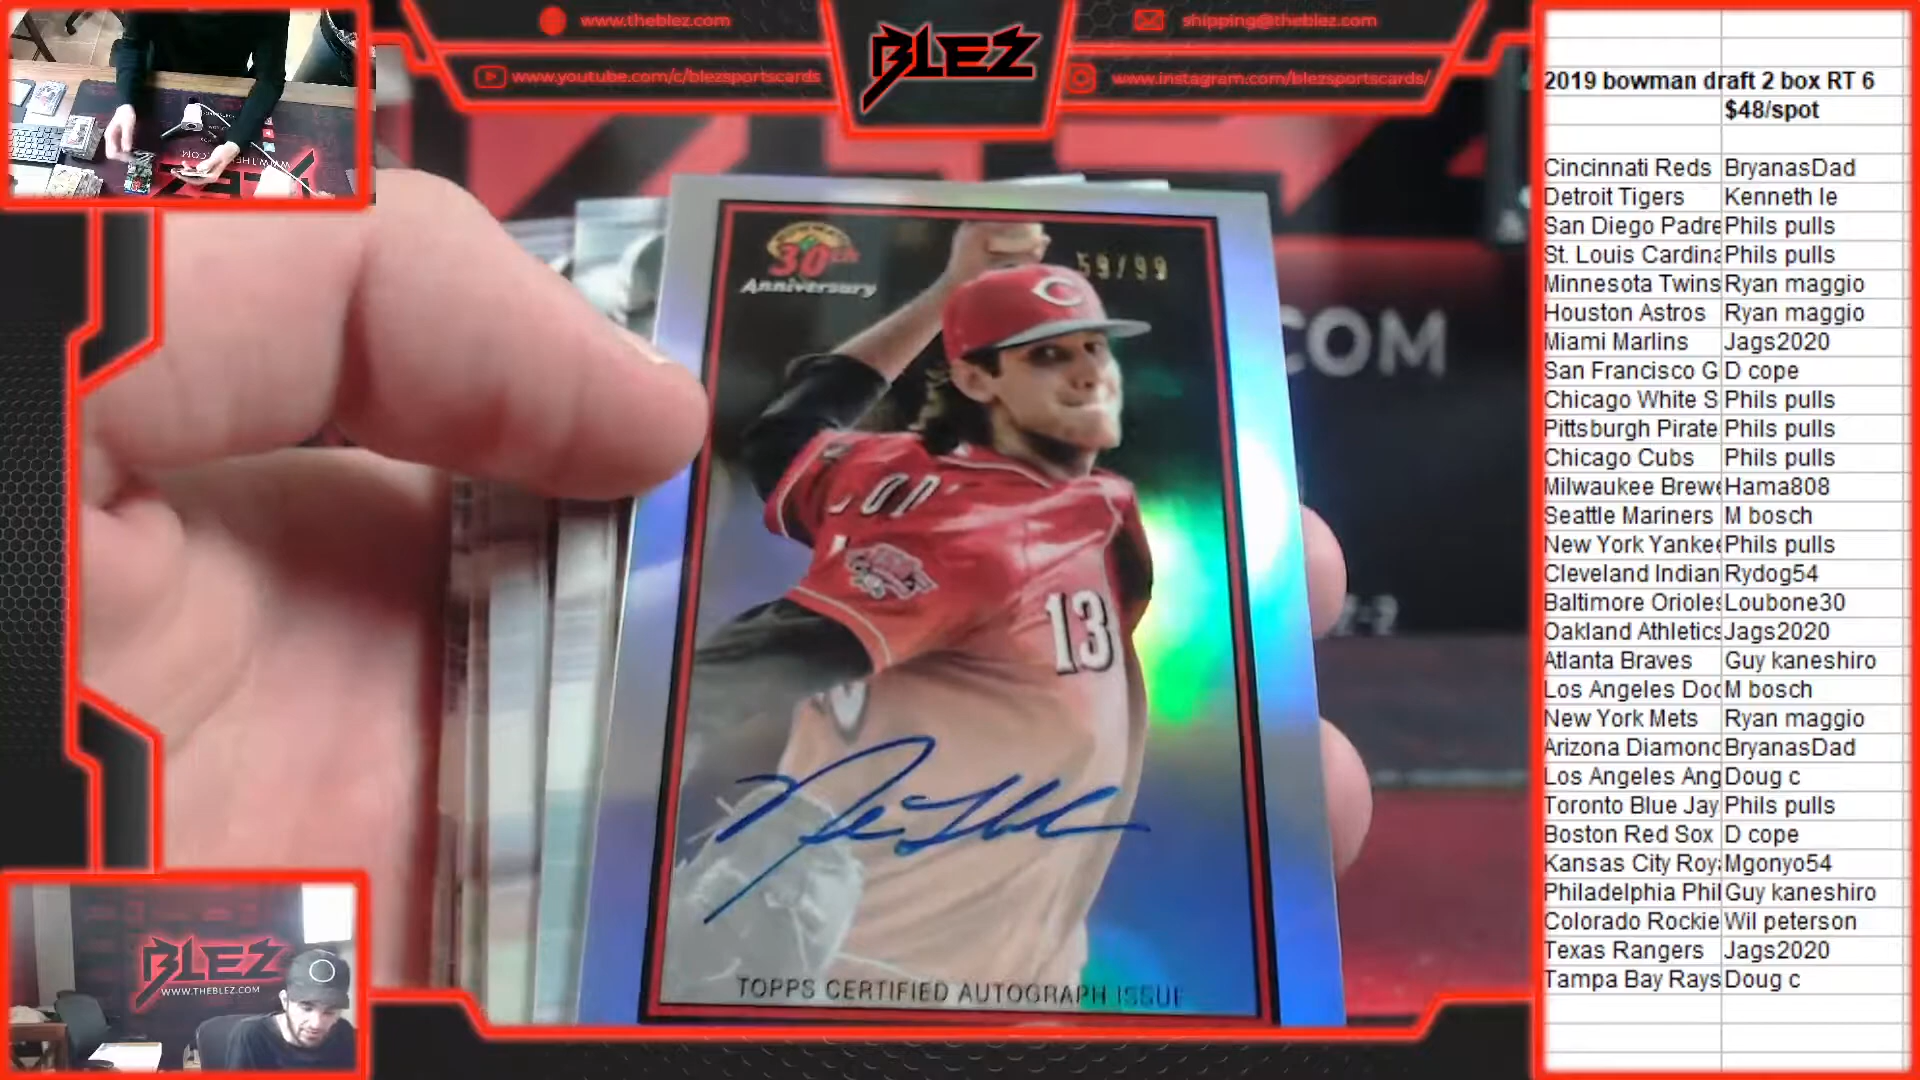 www.theblez.com
www.youtube.com/c/blezsportscards
BLEZ
shipping@theblez.com
www.instagram.com/blezsportscards/
30th
Anniversary
59/99
13
TOPPS CERTIFIED AUTOGRAPH ISSUE
.COM
BLEZ
WWW.THEBLEZ.COM
2019 bowman draft 2 box RT 6
$48/spot
Cincinnati Reds BryanasDad
Detroit Tigers Kenneth le
San Diego Padre Phils pulls
St. Louis Cardina Phils pulls
Minnesota Twins Ryan maggio
Houston Astros Ryan maggio
Miami Marlins Jags2020
San Francisco G D cope
Chicago White S Phils pulls
Pittsburgh Pirate Phils pulls
Chicago Cubs Phils pulls
Milwaukee Brewe Hama808
Seattle Mariners M bosch
New York Yankee Phils pulls
Cleveland Indian Rydog54
Baltimore Orioles Loubone30
Oakland Athletics Jags2020
Atlanta Braves Guy kaneshiro
Los Angeles Dod M bosch
New York Mets Ryan maggio
Arizona Diamond BryanasDad
Los Angeles Ang Doug c
Toronto Blue Jay Phils pulls
Boston Red Sox D cope
Kansas City Roya Mgonyo54
Philadelphia Phil Guy kaneshiro
Colorado Rockie Wil peterson
Texas Rangers Jags2020
Tampa Bay Rays Doug c